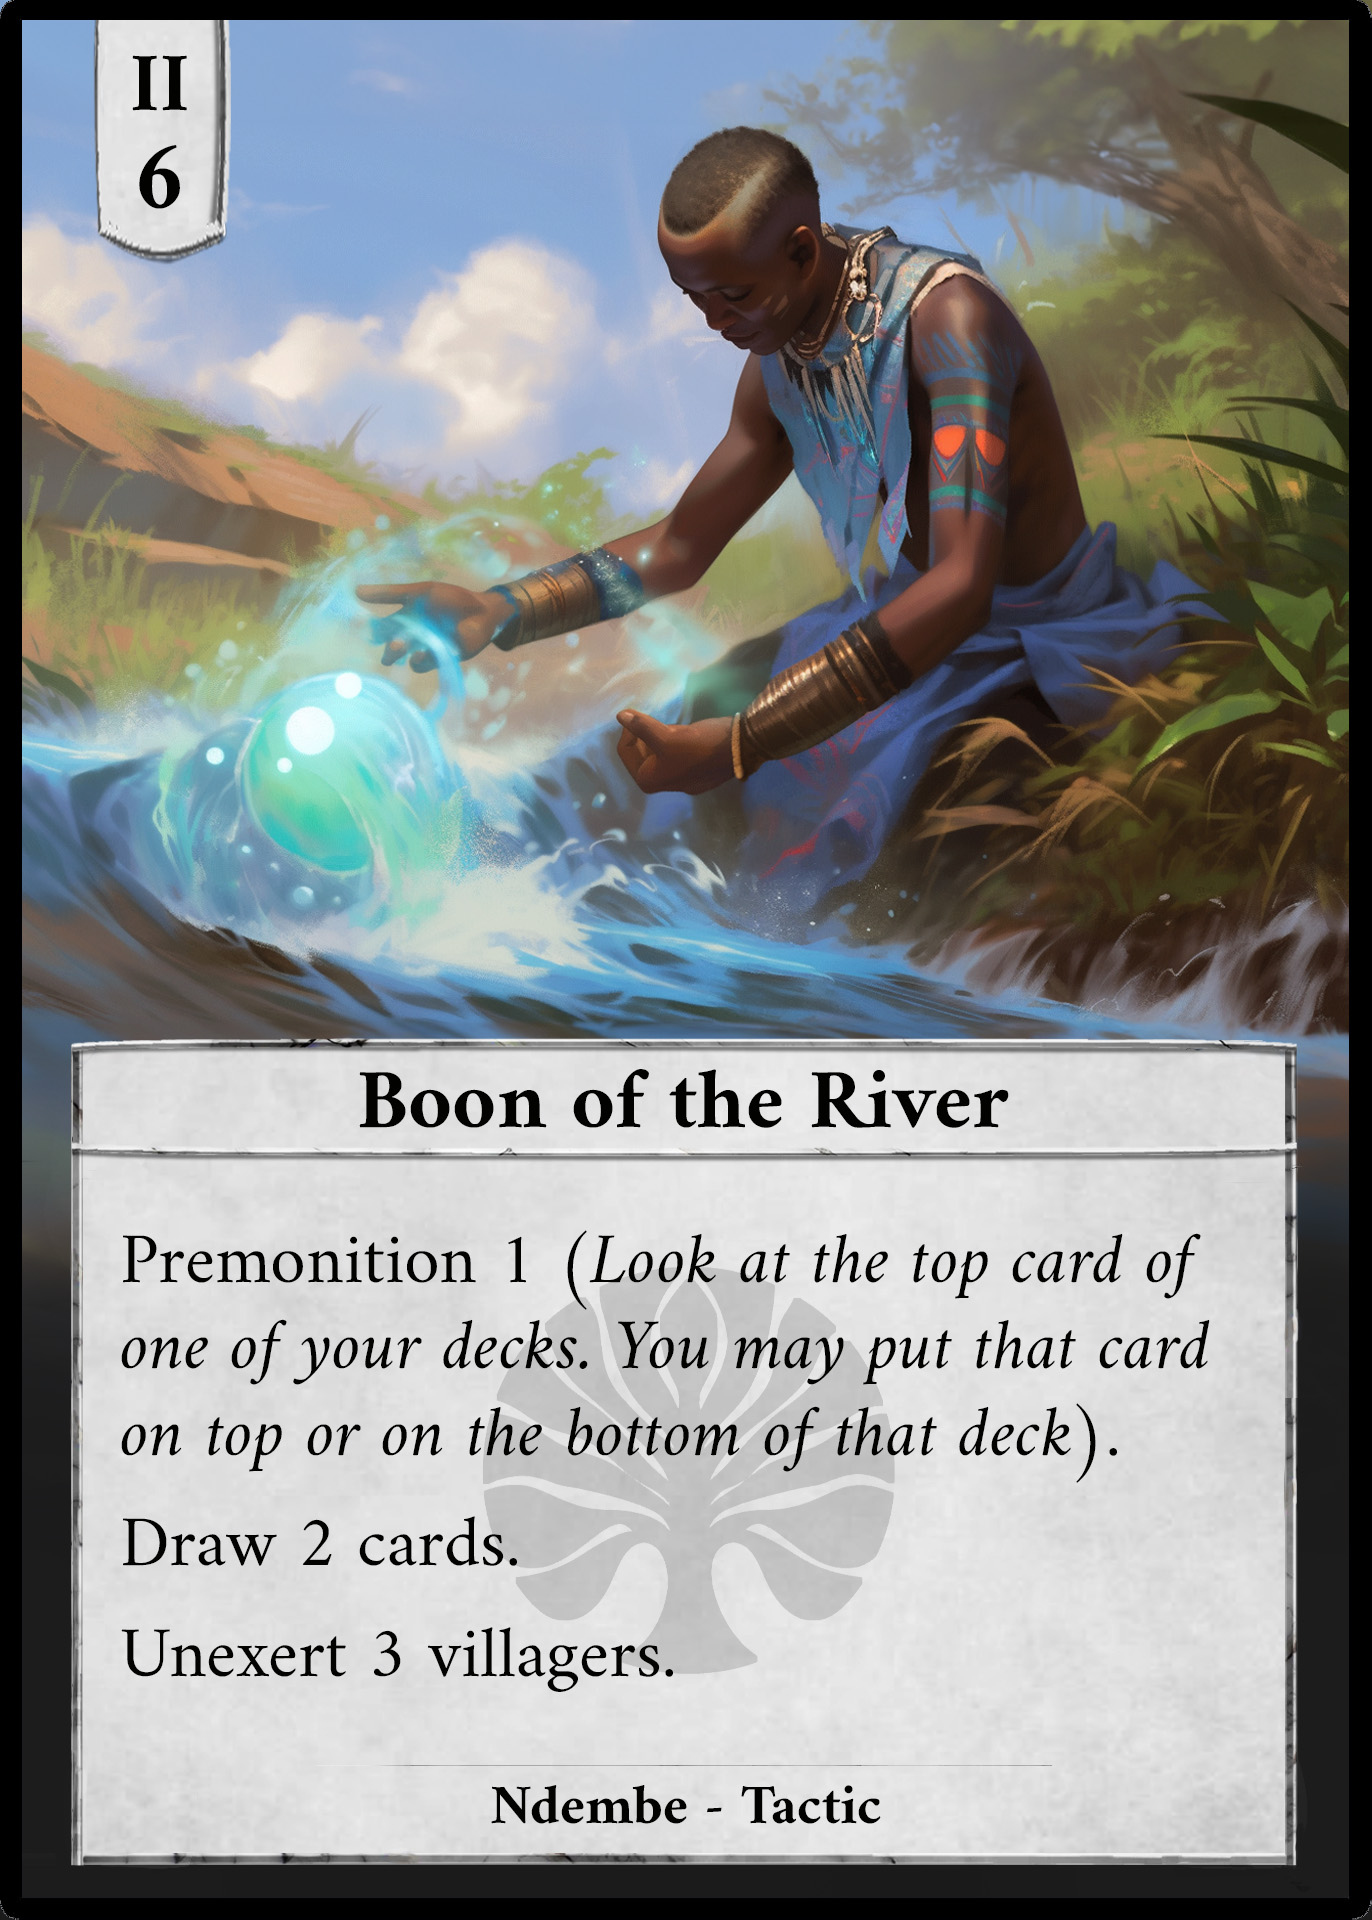 II
6
Boon of the River
Premonition 1 (Look at the top card of
one of your decks. You may put that card
on top or on the bottom of that deck).
Draw 2 cards.
Unexert 3 villagers.
Ndembe - Tactic